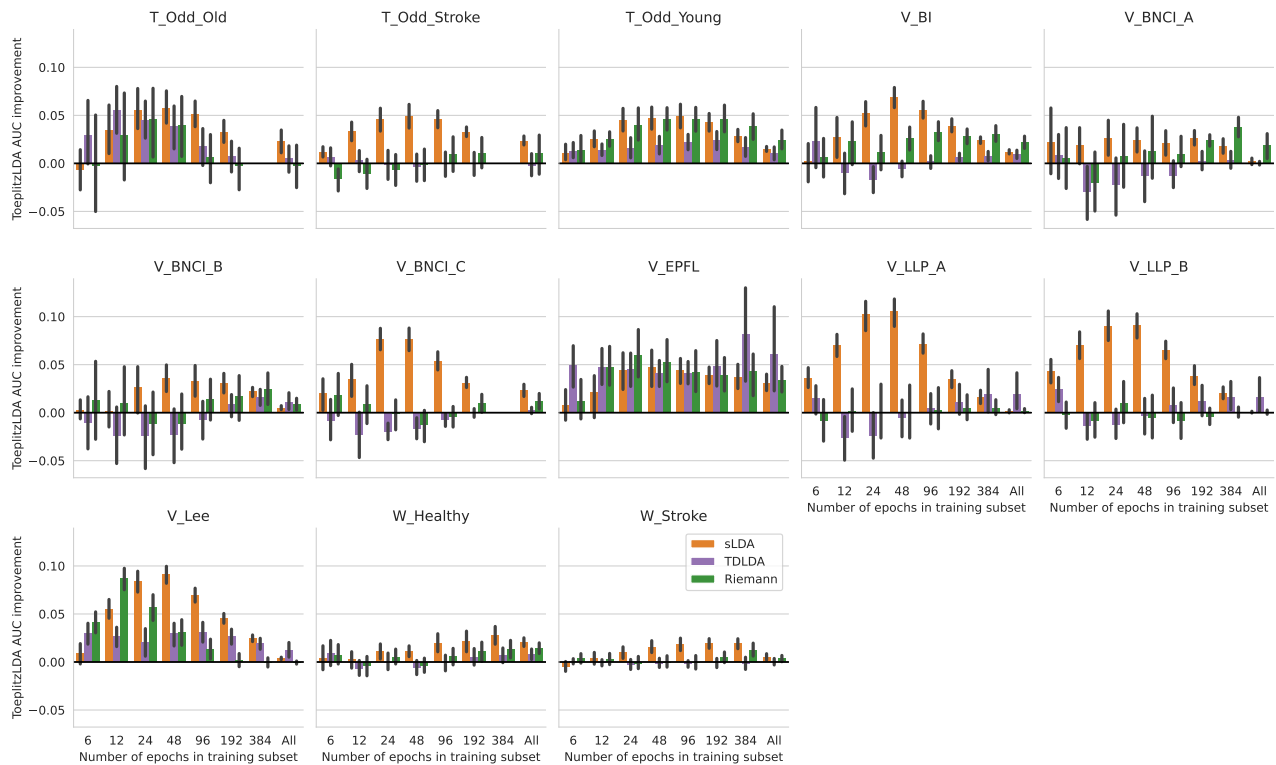 T_Odd_Old
T_Odd_Stroke
T_Odd_Young
V_BI
V_BNCI_A
ToeplitzLDA AUC improvement
0.10
0.05
0.00
−0.05
V_BNCI_B
V_BNCI_C
V_EPFL
V_LLP_A
V_LLP_B
ToeplitzLDA AUC improvement
0.10
0.05
0.00
−0.05
6 12 24 48 96 192 384 All
Number of epochs in training subset
6 12 24 48 96 192 384 All
Number of epochs in training subset
V_Lee
W_Healthy
W_Stroke
ToeplitzLDA AUC improvement
0.10
0.05
0.00
−0.05
sLDA
TDLDA
Riemann
6 12 24 48 96 192 384 All
Number of epochs in training subset
6 12 24 48 96 192 384 All
Number of epochs in training subset
6 12 24 48 96 192 384 All
Number of epochs in training subset